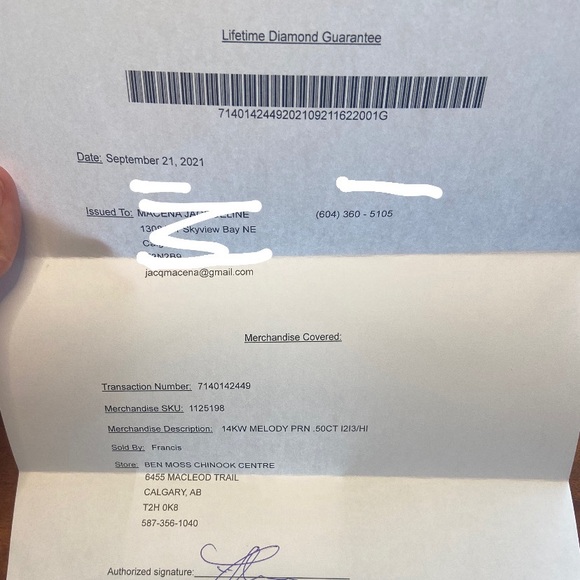 Lifetime Diamond Guarantee
7140142449202109211622001G
Date: September 21, 2021
Issued To: (604) 360 - 5105
Skyview Bay NE
jacqmacena@gmail.com
Merchandise Covered:
Transaction Number: 7140142449
Merchandise SKU: 1125198
Merchandise Description: 14KW MELODY PRN .50CT I2I3/HI
Sold By: Francis
Store: BEN MOSS CHINOOK CENTRE
6455 MACLEOD TRAIL
CALGARY, AB
T2H 0K8
587-356-1040
Authorized signature: